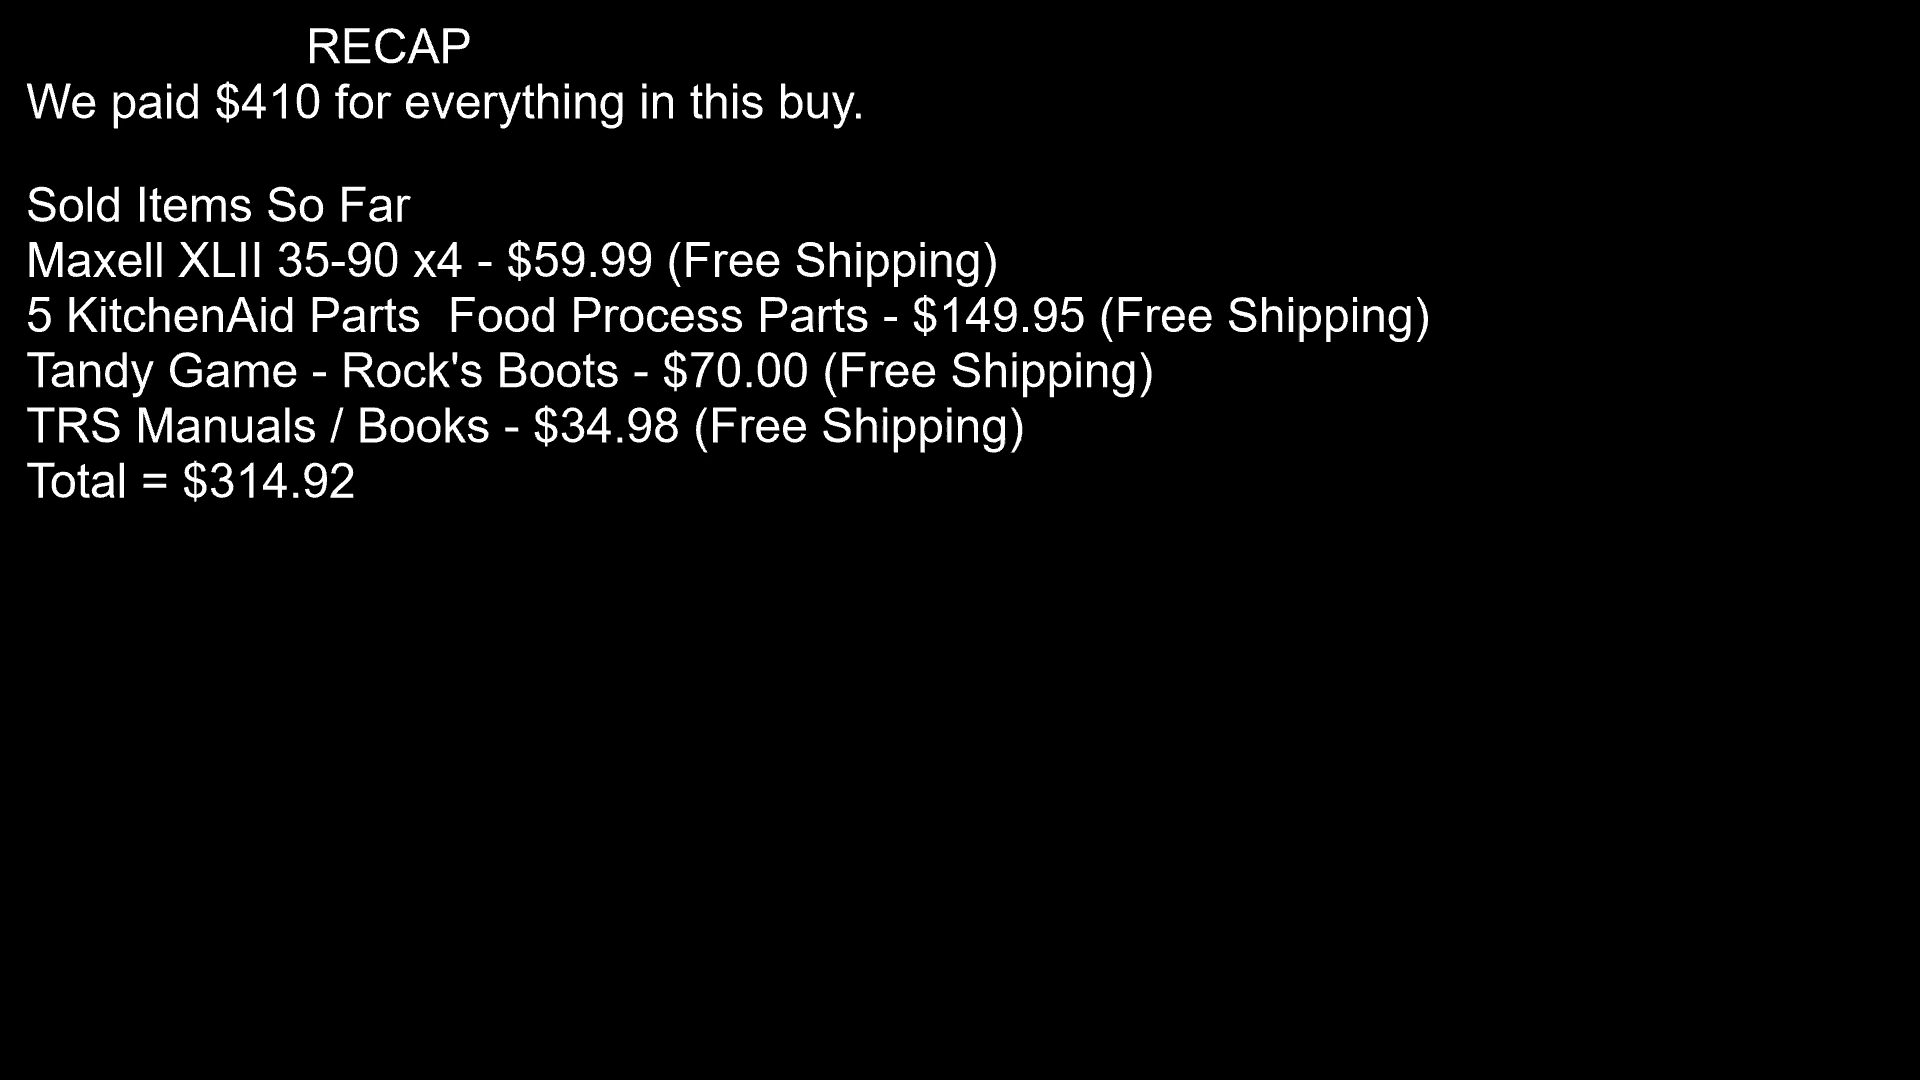 RECAP
We paid $410 for everything in this buy.
Sold Items So Far
Maxell XLII 35-90 x4 - $59.99 (Free Shipping)
5 KitchenAid Parts  Food Process Parts - $149.95 (Free Shipping)
Tandy Game - Rock's Boots - $70.00 (Free Shipping)
TRS Manuals / Books - $34.98 (Free Shipping)
Total = $314.92